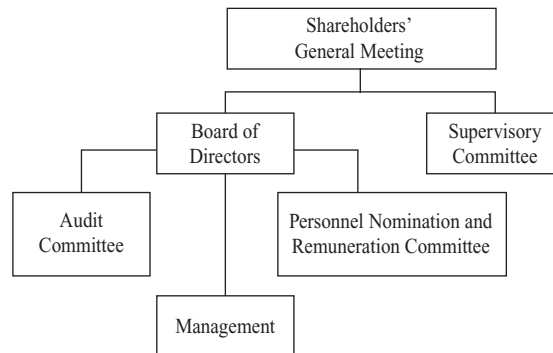 Shareholders’
General Meeting
Board of
Directors
Supervisory
Committee
Audit
Committee
Personnel Nomination and
Remuneration Committee
Management